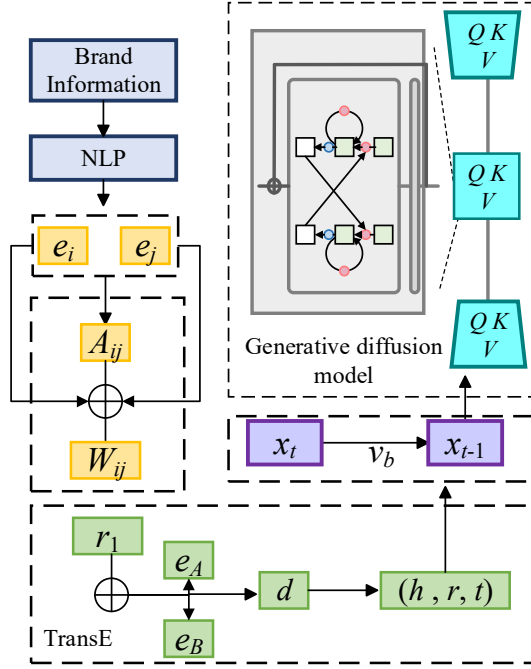 Brand
Information
NLP
e_i
e_j
A_ij
W_ij
Q K
V
Q K
V
Q K
V
Generative diffusion
model
x_t
v_b
x_t-1
r_1
e_A
e_B
d
(h , r, t)
TransE